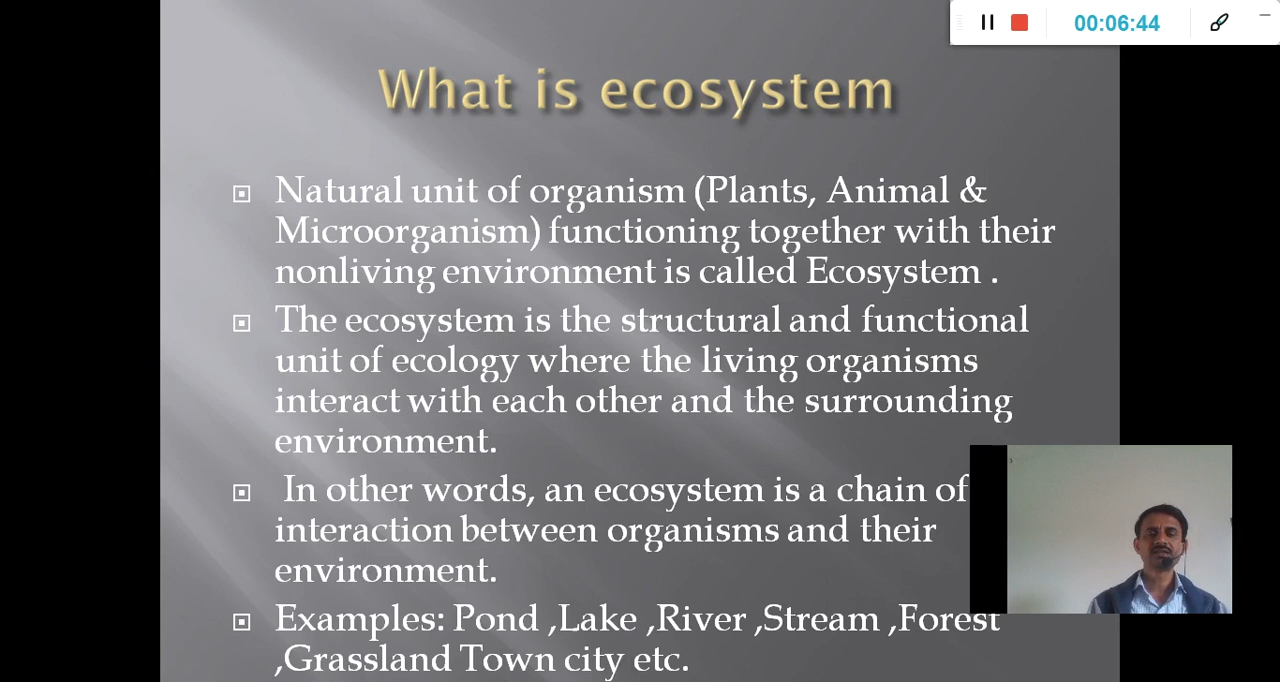 00:06:44
What is ecosystem
Natural unit of organism (Plants, Animal &
Microorganism) functioning together with their
nonliving environment is called Ecosystem .
The ecosystem is the structural and functional
unit of ecology where the living organisms
interact with each other and the surrounding
environment.
In other words, an ecosystem is a chain of
interaction between organisms and their
environment.
Examples: Pond ,Lake ,River ,Stream ,Forest
,Grassland Town city etc.